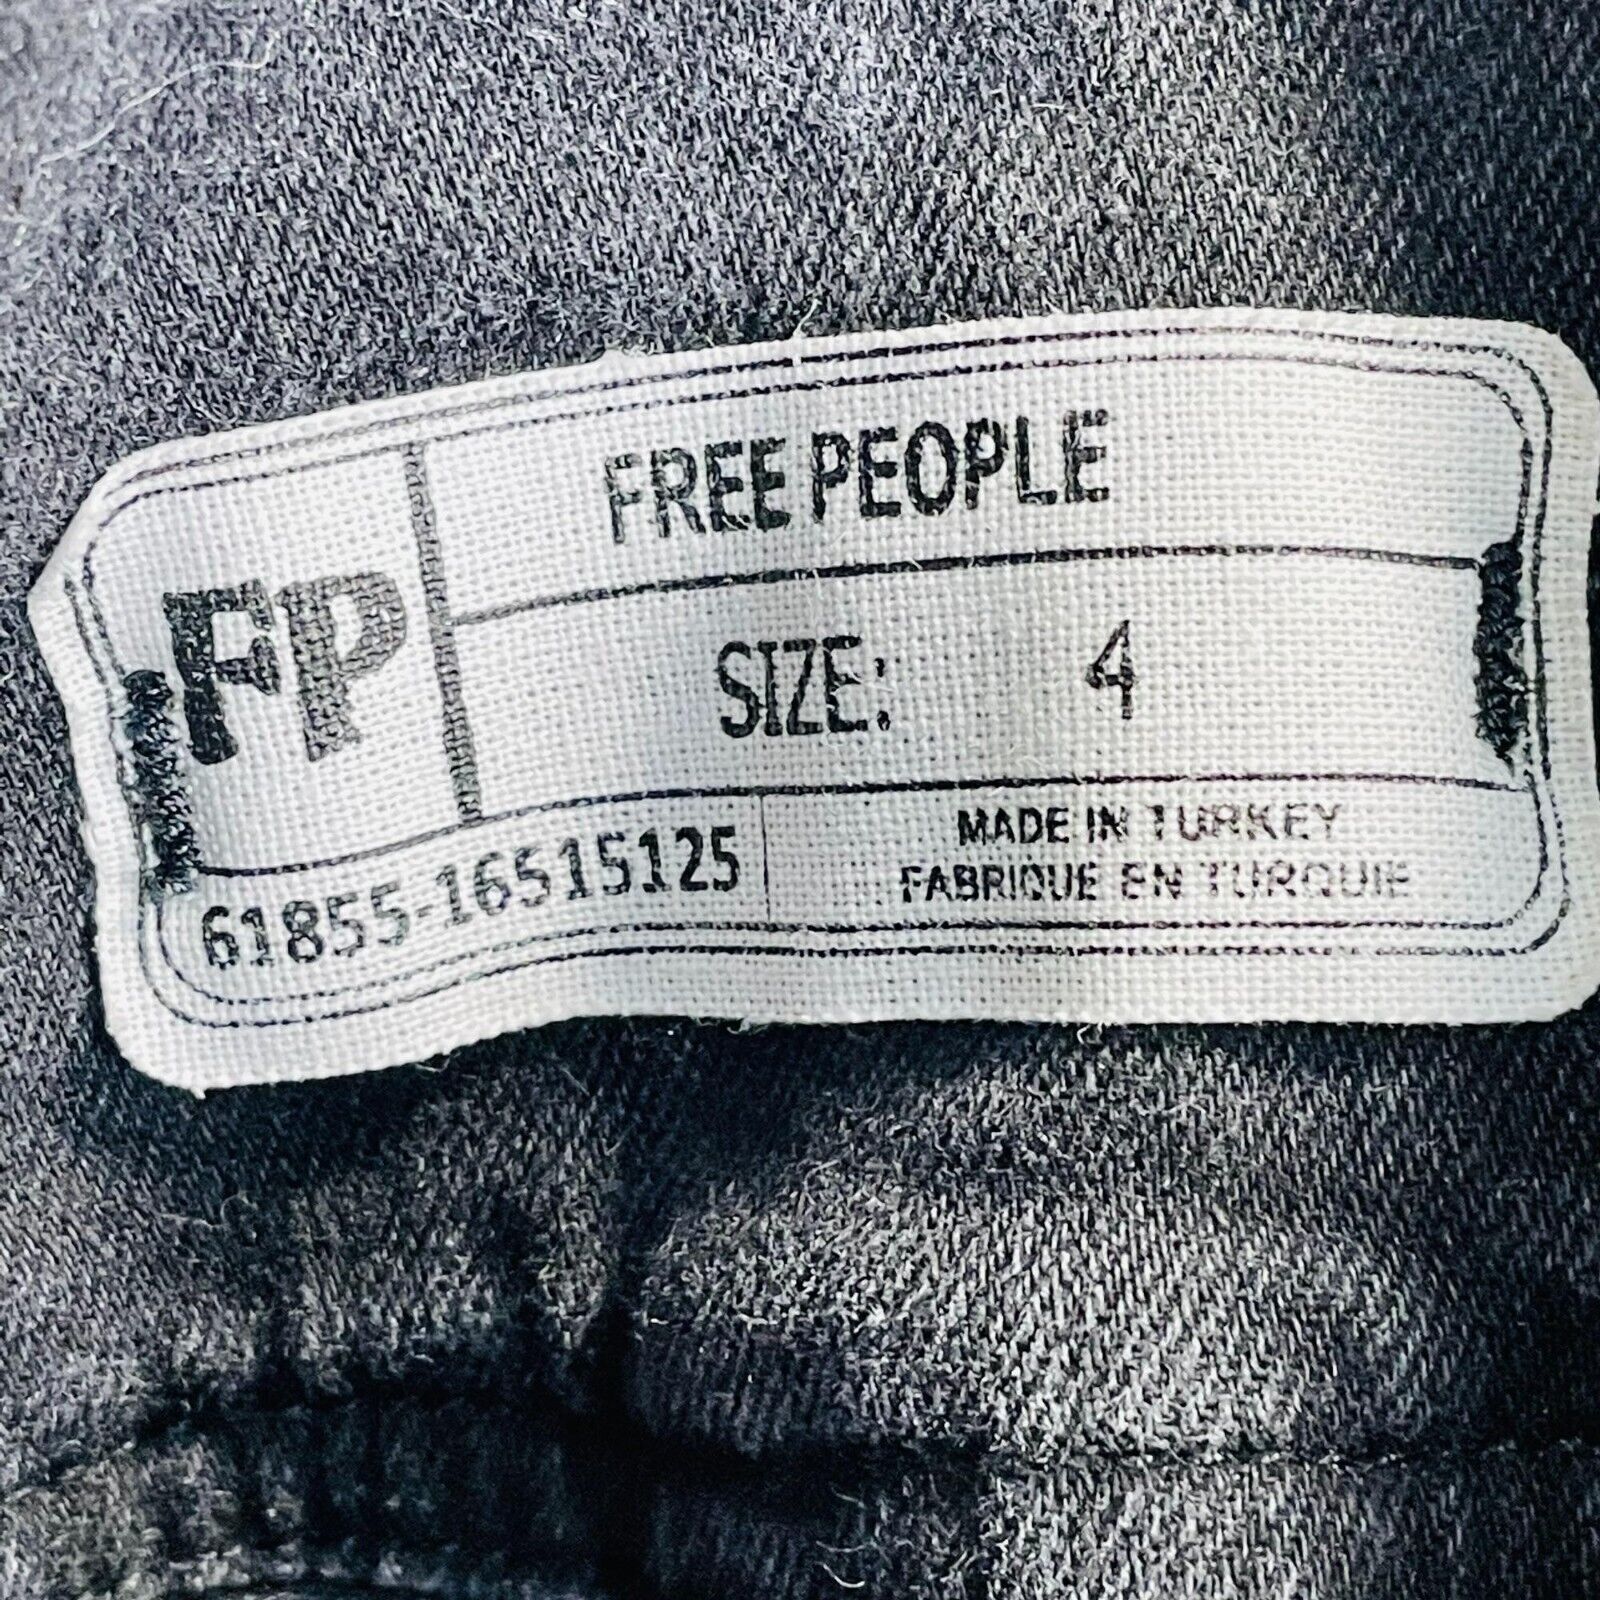 FREE PEOPLE
FP
SIZE: 4
61855-16515125
MADE IN TURKEY
FABRIQUE EN TURQUIE